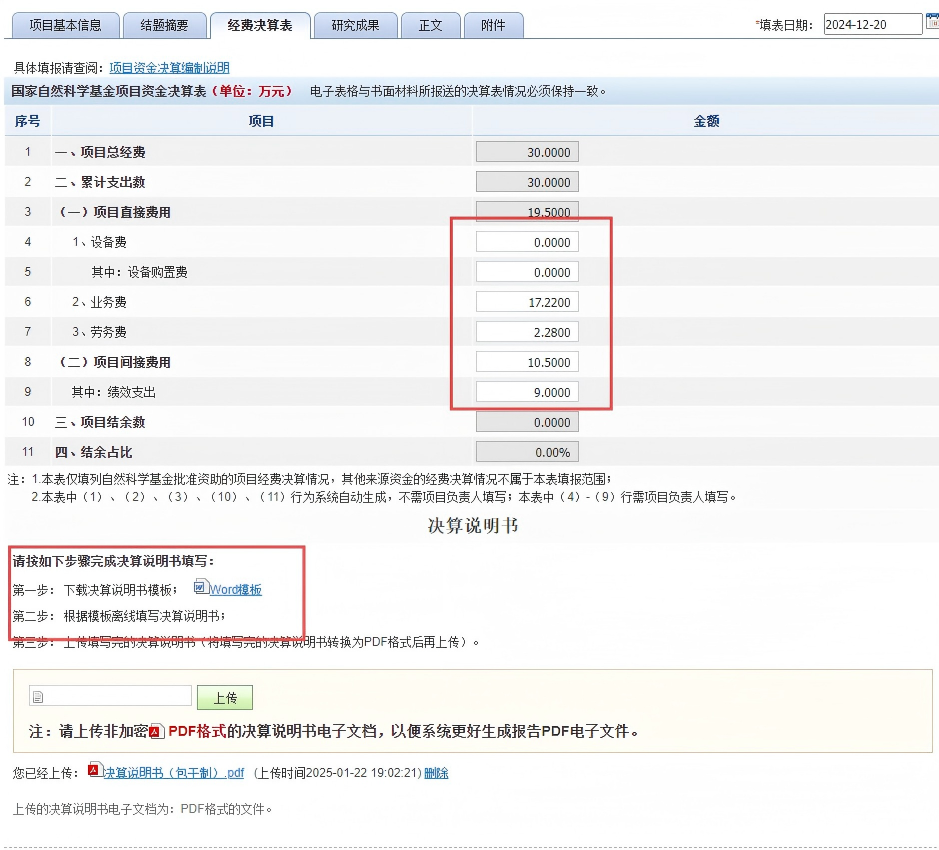 项目基本信息 结题摘要 经费决算表 研究成果 正文 附件 *填表日期： 2024-12-20
具体填报请查阅：项目资金决算编制说明
国家自然科学基金项目资金决算表（单位：万元） 电子表格与书面材料所报送的决算表情况必须保持一致。
序号 项目 金额
1 一、项目总经费 30.0000
2 二、累计支出数 30.0000
3 （一）项目直接费用 19.5000
4 1、设备费 0.0000
5 其中：设备购置费 0.0000
6 2、业务费 17.2200
7 3、劳务费 2.2800
8 （二）项目间接费用 10.5000
9 其中：绩效支出 9.0000
10 三、项目结余数 0.0000
11 四、结余占比 0.00%
注：1.本表仅填列自然科学基金批准资助的项目经费决算情况，其他来源资金的经费决算情况不属于本表填报范围；
2.本表中（1）、（2）、（3）、（10）、（11）行为系统自动生成，不需项目负责人填写；本表中（4）-（9）行需项目负责人填写。
决算说明书
请按如下步骤完成决算说明书填写：
第一步：下载决算说明书模板； Word模板
第二步：根据模板离线填写决算说明书；
第三步：上传填写完的决算说明书（将填写完的决算说明书转换为PDF格式后再上传）。
上传
注：请上传非加密PDF格式的决算说明书电子文档，以便系统更好生成报告PDF电子文件。
您已经上传：决算说明书（包干制）.pdf （上传时间2025-01-22 19:02:21) 删除
上传的决算说明书电子文档为：PDF格式的文件。